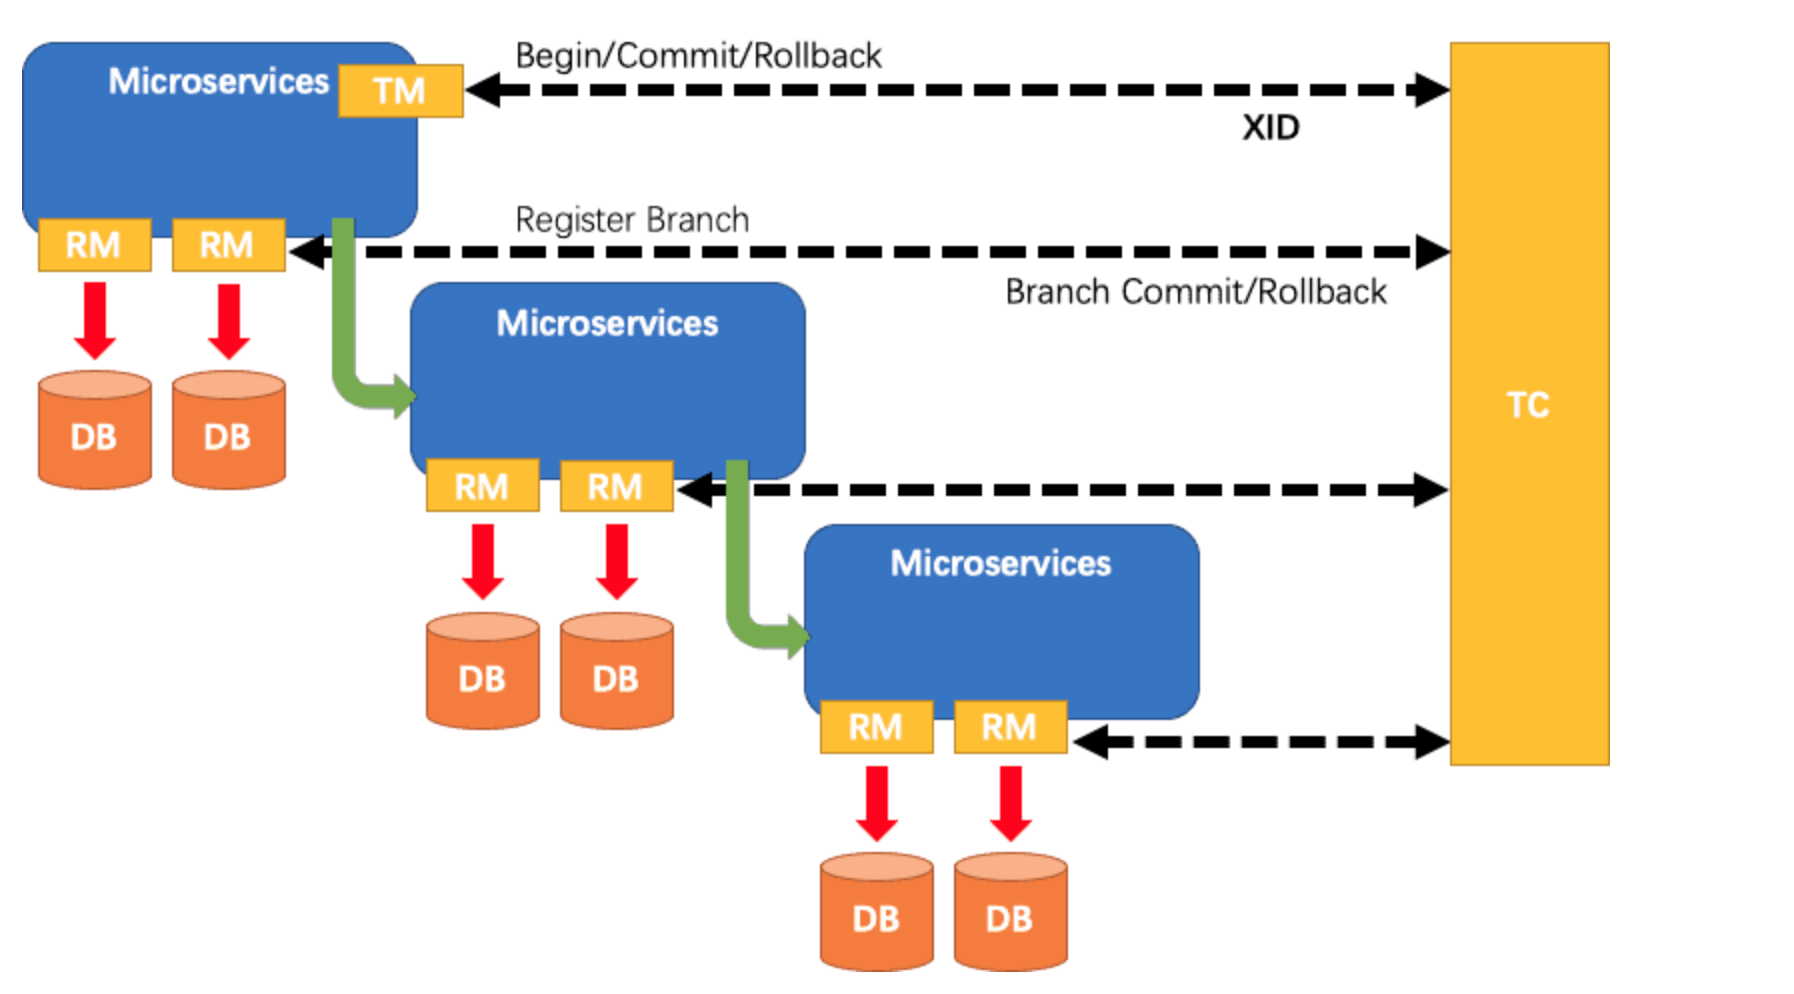 Begin/Commit/Rollback
Microservices
TM
XID
Register Branch
RM
RM
Branch Commit/Rollback
Microservices
TC
DB
DB
RM
RM
Microservices
DB
DB
RM
RM
DB
DB